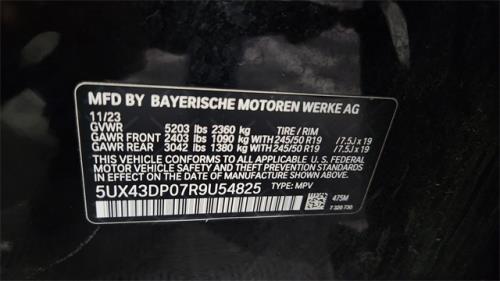 MFD BY BAYERISCHE MOTOREN WERKE AG
11/23
GVWR 5203 lbs 2360 kg TIRE / RIM
GAWR FRONT 2403 lbs 1090 kg WITH 245/50 R19 / 7.5J x 19
GAWR REAR 3042 lbs 1380 kg WITH 245/50 R19 / 7.5J x 19
THIS VEHICLE CONFORMS TO ALL APPLICABLE U.S. FEDERAL
MOTOR VEHICLE SAFETY AND THEFT PREVENTION STANDARDS
IN EFFECT ON THE DATE OF MANUFACTURE SHOWN ABOVE.
5UX43DP07R9U54825 TYPE: MPV
475M
7 320 730